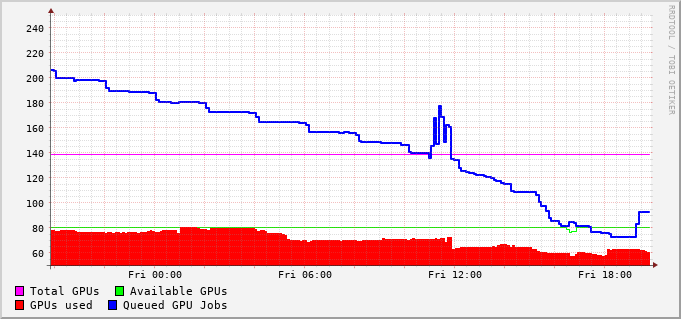 RRDTOOL / TOBI OETIKER
240
220
200
180
160
140
120
100
80
60
Fri 00:00 Fri 06:00 Fri 12:00 Fri 18:00
Total GPUs Available GPUs
GPUs used Queued GPU Jobs